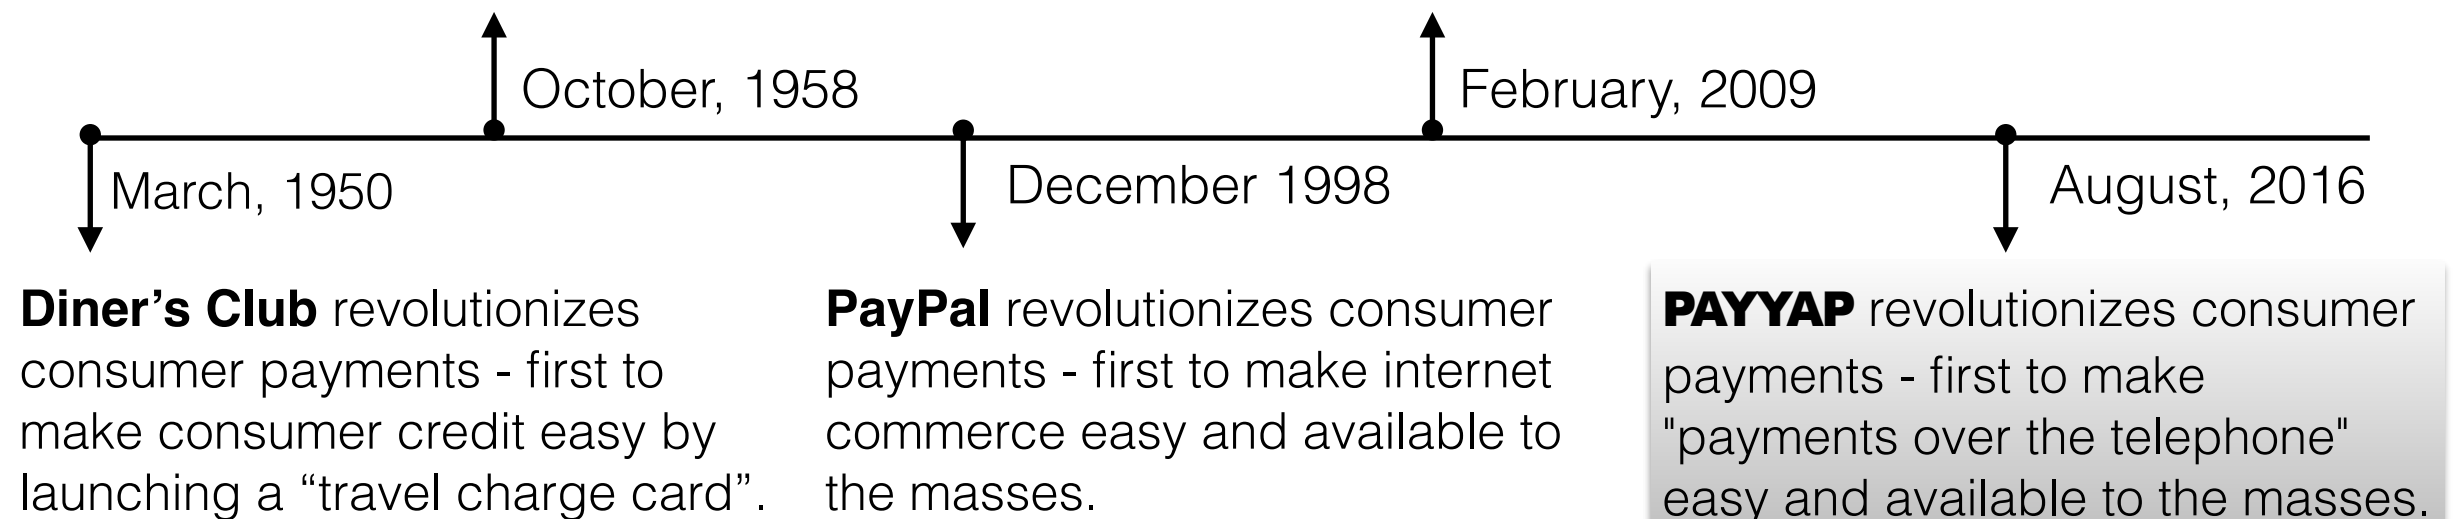 October, 1958
February, 2009
March, 1950
December 1998
August, 2016
Diner’s Club revolutionizes
consumer payments - first to
make consumer credit easy by
launching a “travel charge card”.
PayPal revolutionizes consumer
payments - first to make internet
commerce easy and available to
the masses.
PAYYAP revolutionizes consumer
payments - first to make
"payments over the telephone"
easy and available to the masses.